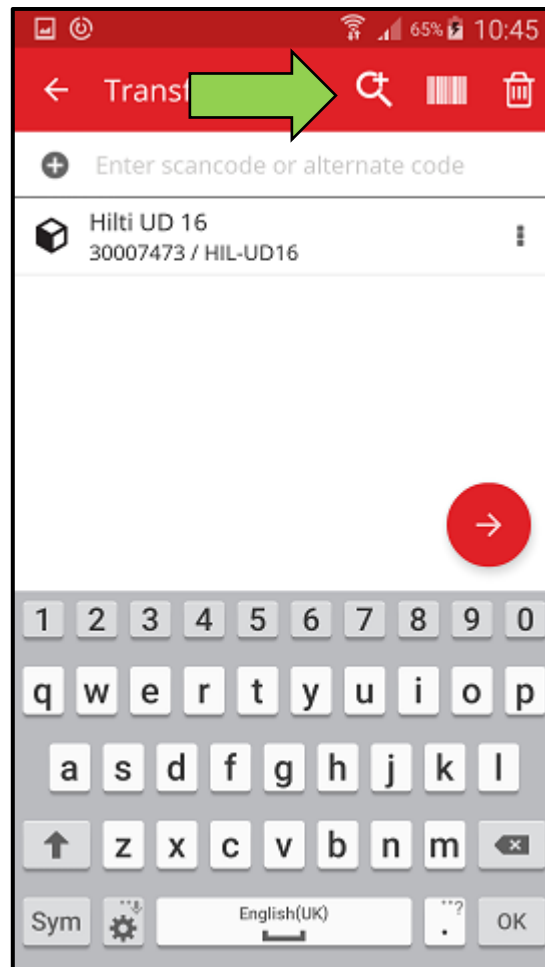 65% 10:45
Transf
Enter scancode or alternate code
Hilti UD 16
30007473 / HIL-UD16
1 2 3 4 5 6 7 8 9 0
q w e r t y u i o p
a s d f g h j k l
z x c v b n m
Sym English(UK) . ..? OK